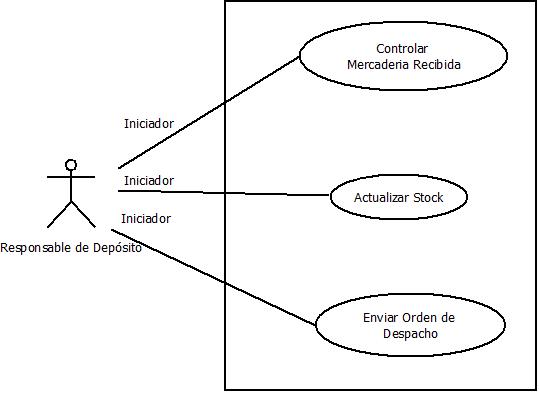 Controlar
Mercaderia Recibida
Iniciador
Iniciador
Actualizar Stock
Iniciador
Responsable de Depósito
Enviar Orden de
Despacho